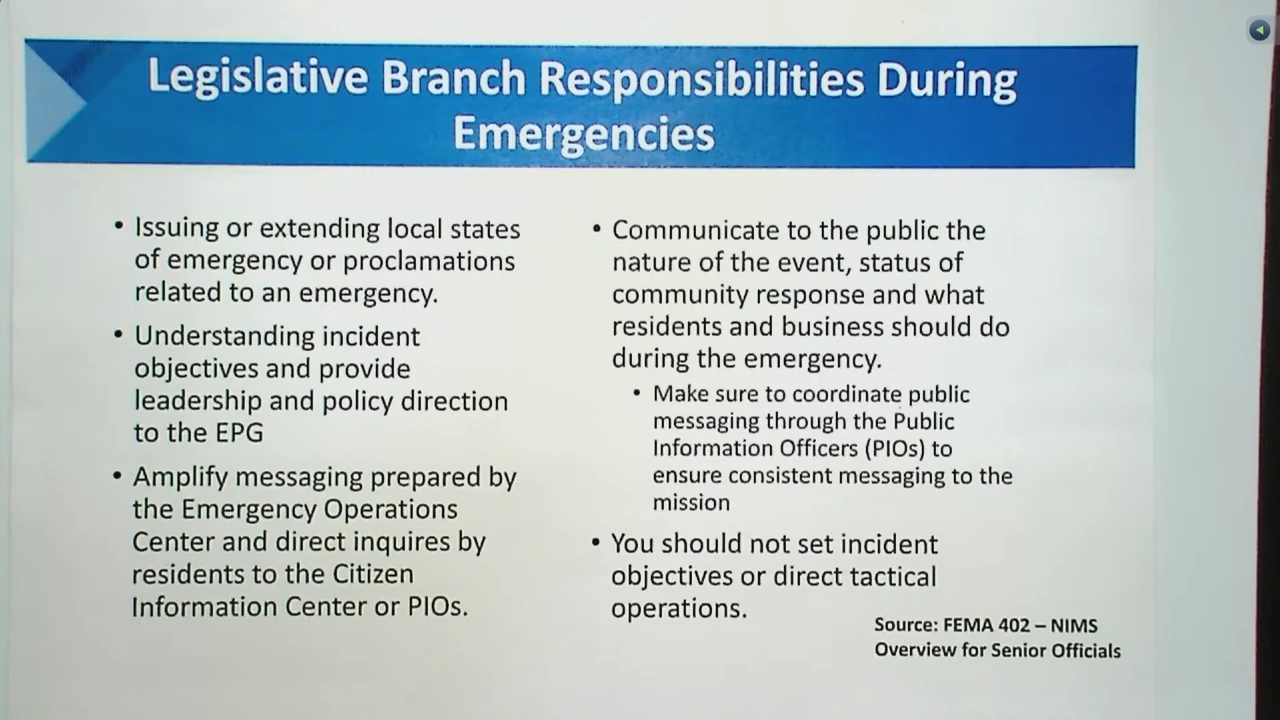 Legislative Branch Responsibilities During
Emergencies
• Issuing or extending local states
of emergency or proclamations
related to an emergency.
• Understanding incident
objectives and provide
leadership and policy direction
to the EPG
• Amplify messaging prepared by
the Emergency Operations
Center and direct inquires by
residents to the Citizen
Information Center or PIOs.
• Communicate to the public the
nature of the event, status of
community response and what
residents and business should do
during the emergency.
• Make sure to coordinate public
messaging through the Public
Information Officers (PIOs) to
ensure consistent messaging to the
mission
• You should not set incident
objectives or direct tactical
operations.
Source: FEMA 402 – NIMS
Overview for Senior Officials